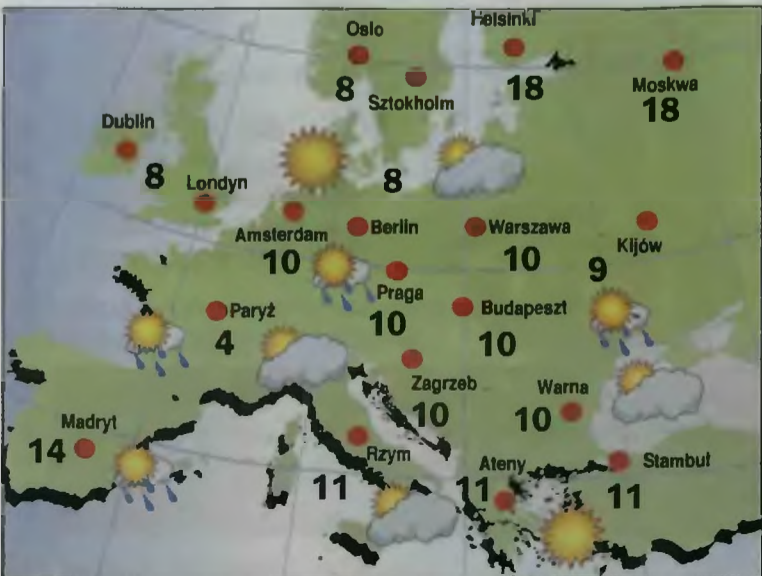 Oslo
Helsinki
8
Sztokholm
18
Moskwa
18
Dublin
8
Londyn
8
Amsterdam
10
Berlin
Warszawa
10
Kijów
9
Praga
10
Paryż
4
Budapeszt
10
Zagrzeb
10
Warna
10
Madryt
14
Rzym
11
Ateny
11
Stambuł
11